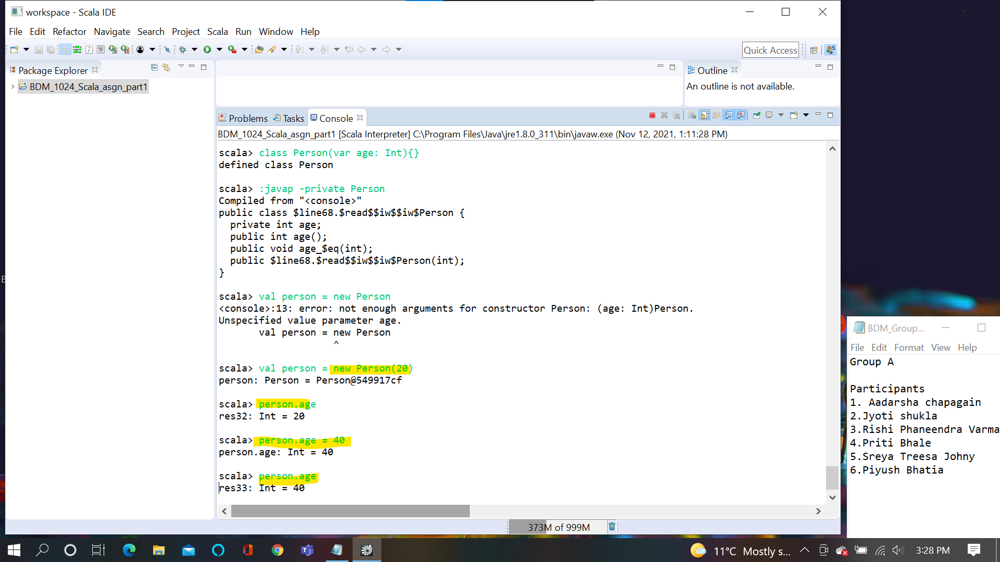 workspace - Scala IDE
File Edit Refactor Navigate Search Project Scala Run Window Help
Quick Access
Package Explorer
BDM_1024_Scala_asgn_part1
Outline
An outline is not available.
Problems Tasks Console
BDM_1024_Scala_asgn_part1 [Scala Interpreter] C:\Program Files\Java\jre1.8.0_311\bin\javaw.exe (Nov 12, 2021, 1:11:28 PM)
scala> class Person(var age: Int){}
defined class Person
scala> :javap -private Person
Compiled from "<console>"
public class $line68.$read$$iw$$iw$Person {
  private int age;
  public int age();
  public void age_$eq(int);
  public $line68.$read$$iw$$iw$Person(int);
}
scala> val person = new Person
<console>:13: error: not enough arguments for constructor Person: (age: Int)Person.
Unspecified value parameter age.
       val person = new Person
                    ^
scala> val person = new Person(20)
person: Person = Person@549917cf
scala> person.age
res32: Int = 20
scala> person.age = 40
person.age: Int = 40
scala> person.age
res33: Int = 40
373M of 999M
BDM_Group...
File Edit Format View Help
Group A
Participants
1. Aadarsha chapagain
2.Jyoti shukla
3.Rishi Phaneendra Varma
4.Priti Bhale
5.Sreya Treesa Johny
6.Piyush Bhatia
11°C Mostly s...
3:28 PM